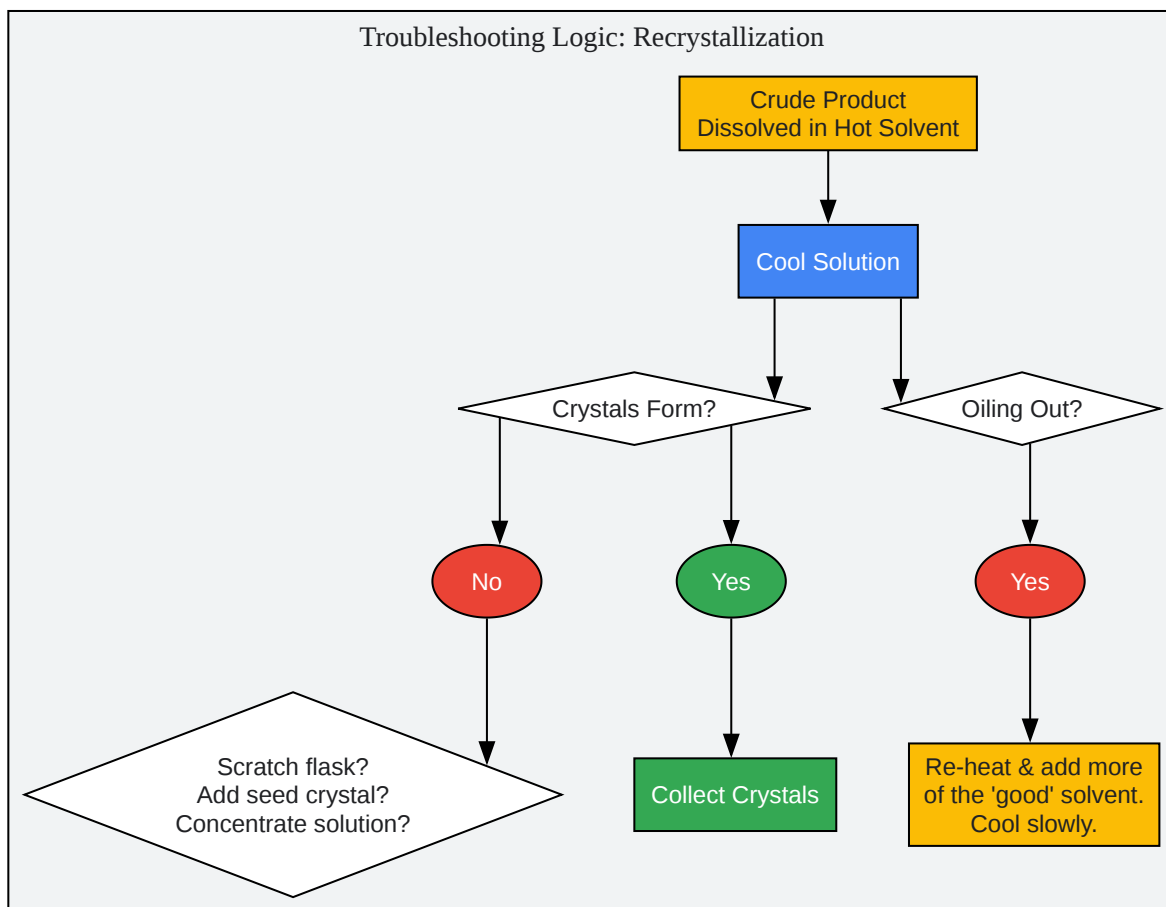 Troubleshooting Logic: Recrystallization
Crude Product
Dissolved in Hot Solvent
Cool Solution
Crystals Form?
Oiling Out?
No
Yes
Yes
Scratch flask?
Add seed crystal?
Concentrate solution?
Collect Crystals
Re-heat & add more
of the 'good' solvent.
Cool slowly.